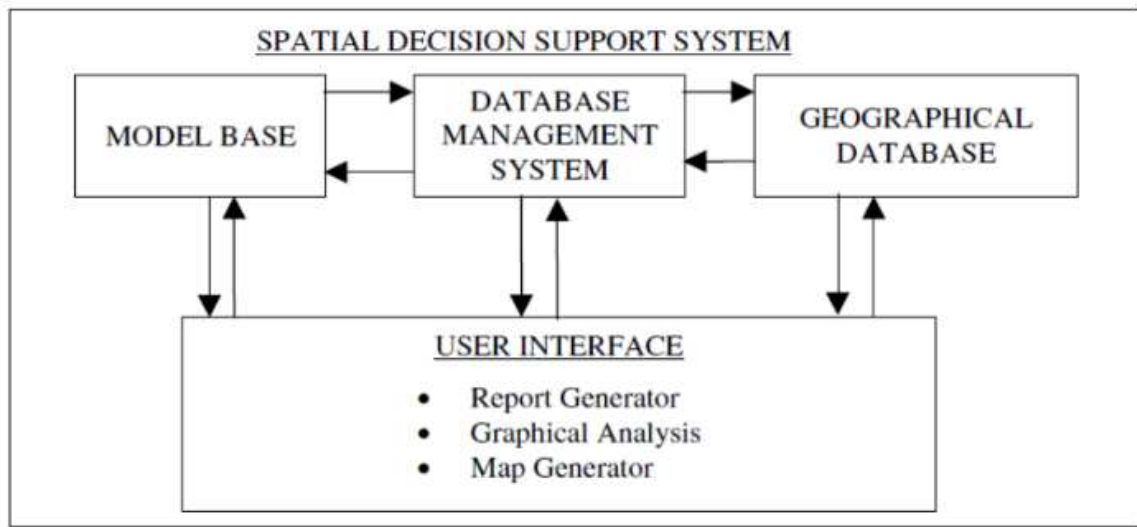 SPATIAL DECISION SUPPORT SYSTEM
MODEL BASE
DATABASE
MANAGEMENT
SYSTEM
GEOGRAPHICAL
DATABASE
USER INTERFACE
• Report Generator
• Graphical Analysis
• Map Generator